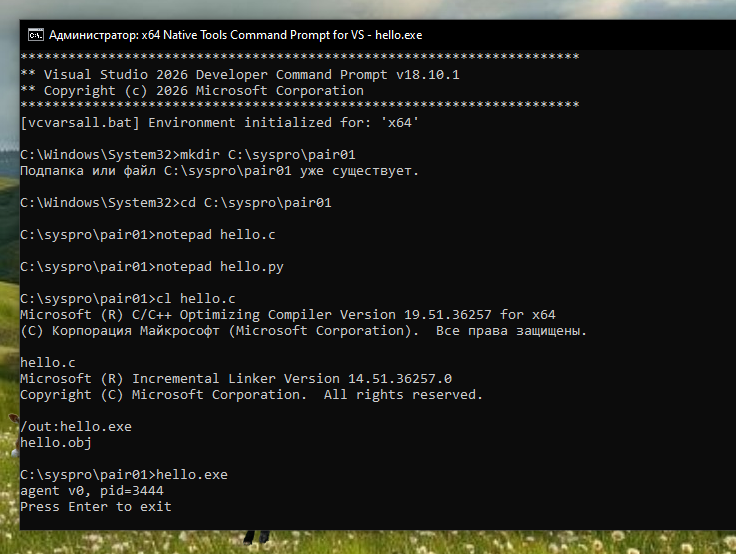 Администратор: x64 Native Tools Command Prompt for VS - hello.exe
**********************************************************************
** Visual Studio 2026 Developer Command Prompt v18.10.1
** Copyright (c) 2026 Microsoft Corporation
**********************************************************************
[vcvarsall.bat] Environment initialized for: 'x64'
C:\Windows\System32>mkdir C:\syspro\pair01
Подпапка или файл C:\syspro\pair01 уже существует.
C:\Windows\System32>cd C:\syspro\pair01
C:\syspro\pair01>notepad hello.c
C:\syspro\pair01>notepad hello.py
C:\syspro\pair01>cl hello.c
Microsoft (R) C/C++ Optimizing Compiler Version 19.51.36257 for x64
(C) Корпорация Майкрософт (Microsoft Corporation).  Все права защищены.
hello.c
Microsoft (R) Incremental Linker Version 14.51.36257.0
Copyright (C) Microsoft Corporation.  All rights reserved.
/out:hello.exe
hello.obj
C:\syspro\pair01>hello.exe
agent v0, pid=3444
Press Enter to exit